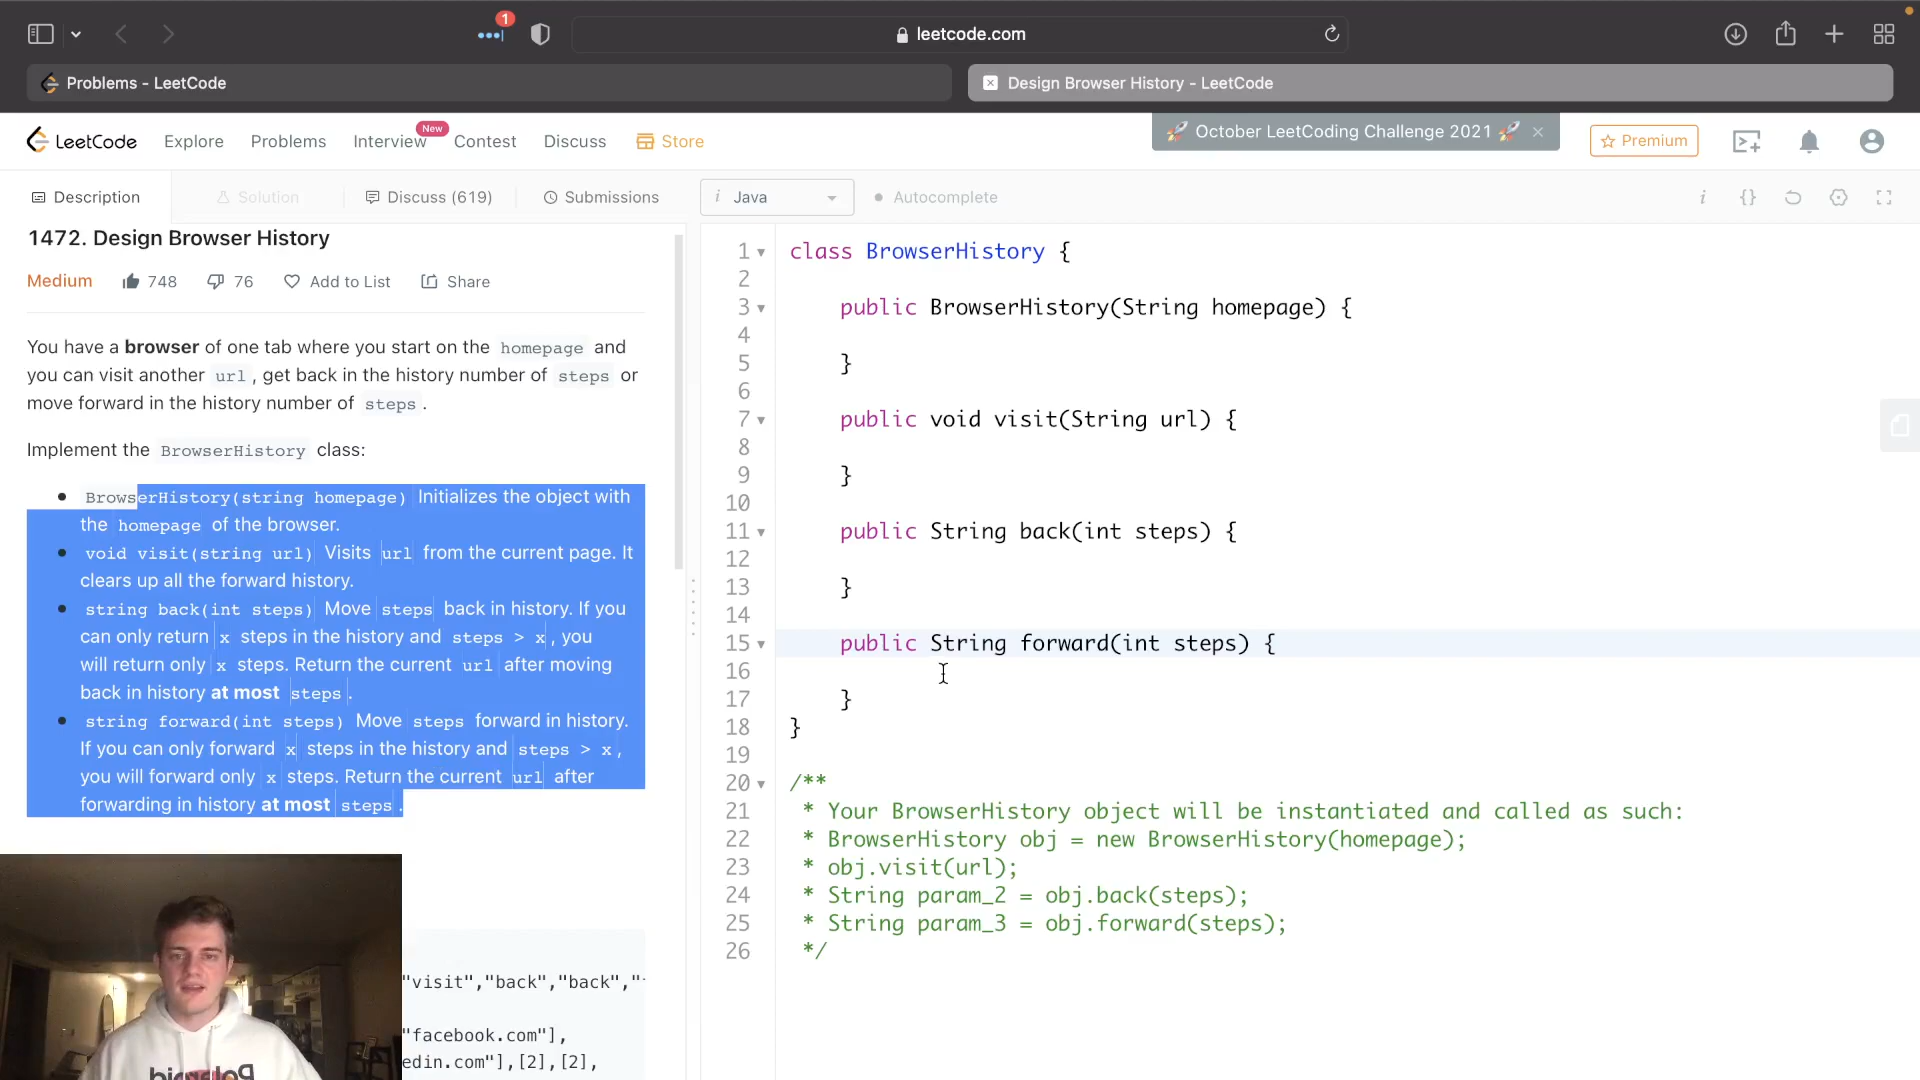 1
leetcode.com
Problems - LeetCode
Design Browser History - LeetCode
LeetCode
Explore
Problems
Interview
New
Contest
Discuss
Store
🚀 October LeetCoding Challenge 2021 🚀
Premium
Description
Solution
Discuss (619)
Submissions
i Java
Autocomplete
i
{}
1472. Design Browser History
Medium
748
76
Add to List
Share
You have a browser of one tab where you start on the homepage and
you can visit another url , get back in the history number of steps or
move forward in the history number of steps .
Implement the BrowserHistory class:
BrowserHistory(string homepage) Initializes the object with
the homepage of the browser.
void visit(string url) Visits url from the current page. It
clears up all the forward history.
string back(int steps) Move steps back in history. If you
can only return x steps in the history and steps > x , you
will return only x steps. Return the current url after moving
back in history at most steps .
string forward(int steps) Move steps forward in history.
If you can only forward x steps in the history and steps > x ,
you will forward only x steps. Return the current url after
forwarding in history at most steps .
"visit","back","back","
"facebook.com"],
edin.com"],[2],[2],
1 class BrowserHistory {
2
3 public BrowserHistory(String homepage) {
4
5 }
6
7 public void visit(String url) {
8
9 }
10
11 public String back(int steps) {
12
13 }
14
15 public String forward(int steps) {
16
17 }
18 }
19
20 /**
21 * Your BrowserHistory object will be instantiated and called as such:
22 * BrowserHistory obj = new BrowserHistory(homepage);
23 * obj.visit(url);
24 * String param_2 = obj.back(steps);
25 * String param_3 = obj.forward(steps);
26 */